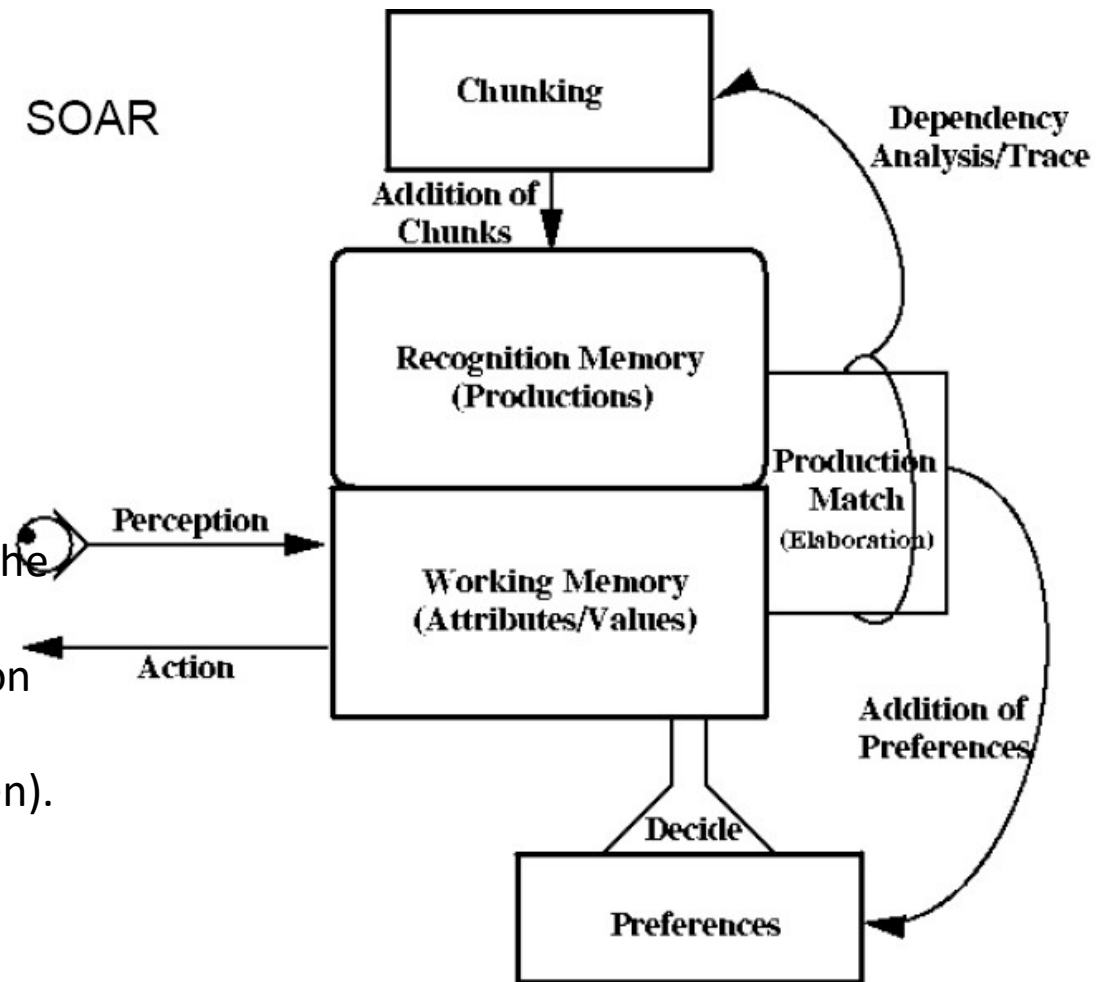 SOAR
Chunking
Dependency
Analysis/Trace
Addition of
Chunks
Recognition Memory
(Productions)
Production
Match
(Elaboration)
Perception
he
Working Memory
(Attributes/Values)
Action
on
Addition of
Preferences
n).
Decide
Preferences